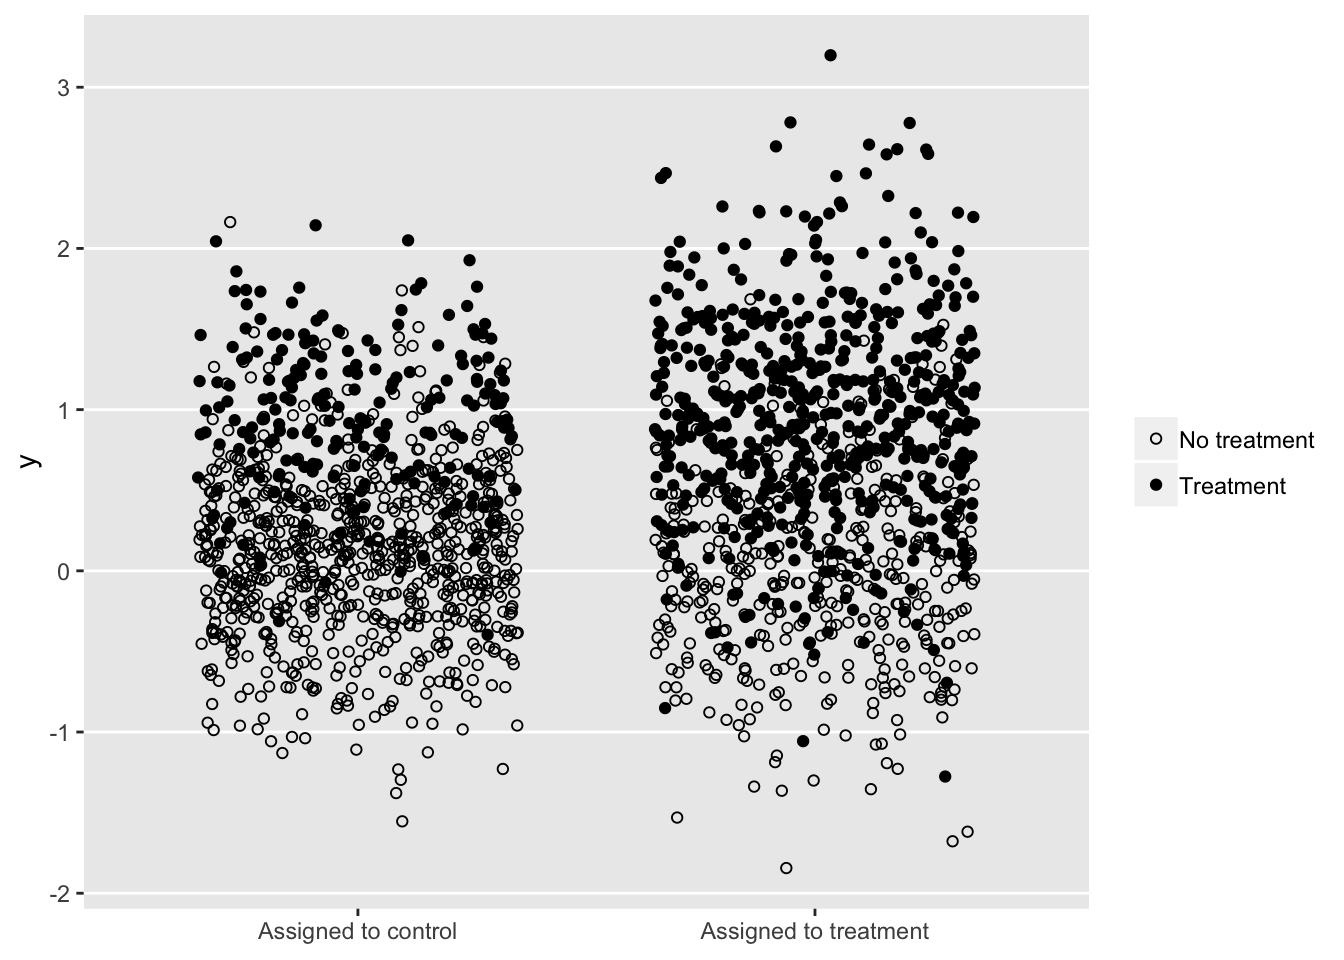 3
2
1
0
-1
-2
y
Assigned to control
Assigned to treatment
No treatment
Treatment